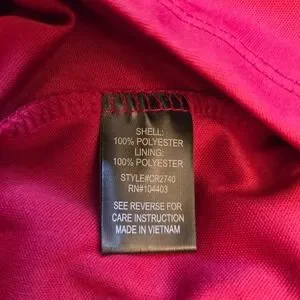 SHELL:
100% POLYESTER
LINING:
100% POLYESTER
STYLE#CR2740
RN#104403
SEE REVERSE FOR
CARE INSTRUCTION
MADE IN VIETNAM